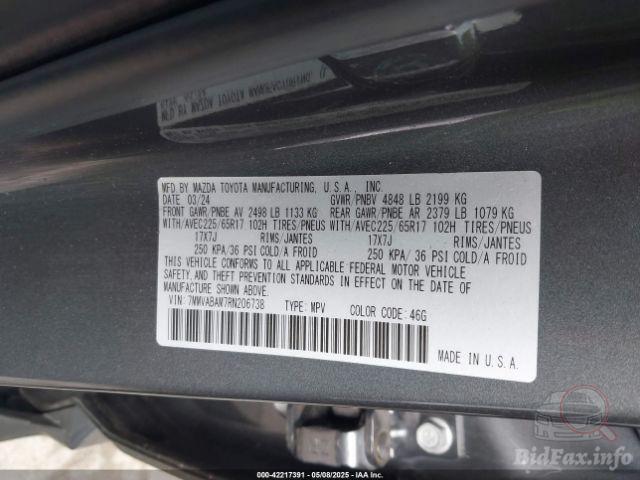 MFD.BY MAZDA TOYOTA MANUFACTURING, U.S.A., INC.
DATE 03/24 GVWR/PNBV 4848 LB 2199 KG
FRONT GAWR/PNBE AV 2498 LB 1133 KG REAR GAWR/PNBE AR 2379 LB 1079 KG
WITH/AVEC225/65R17 102H TIRES/PNEUS WITH/AVEC225/65R17 102H TIRES/PNEUS
17X7J RIMS/JANTES 17X7J RIMS/JANTES
250 KPA/36 PSI COLD/A FROID 250 KPA/36 PSI COLD/A FROID
THIS VEHICLE CONFORMS TO ALL APPLICABLE FEDERAL MOTOR VEHICLE
SAFETY, AND THEFT PREVENTION STANDARDS IN EFFECT ON THE DATE OF
MANUFACTURE SHOWN ABOVE.
VIN: 7MMVABAM7RN206738 TYPE: MPV COLOR CODE: 46G
MADE IN U.S.A.
BidFax.info
000-42217391 - 05/08/2025 - IAAI.COM